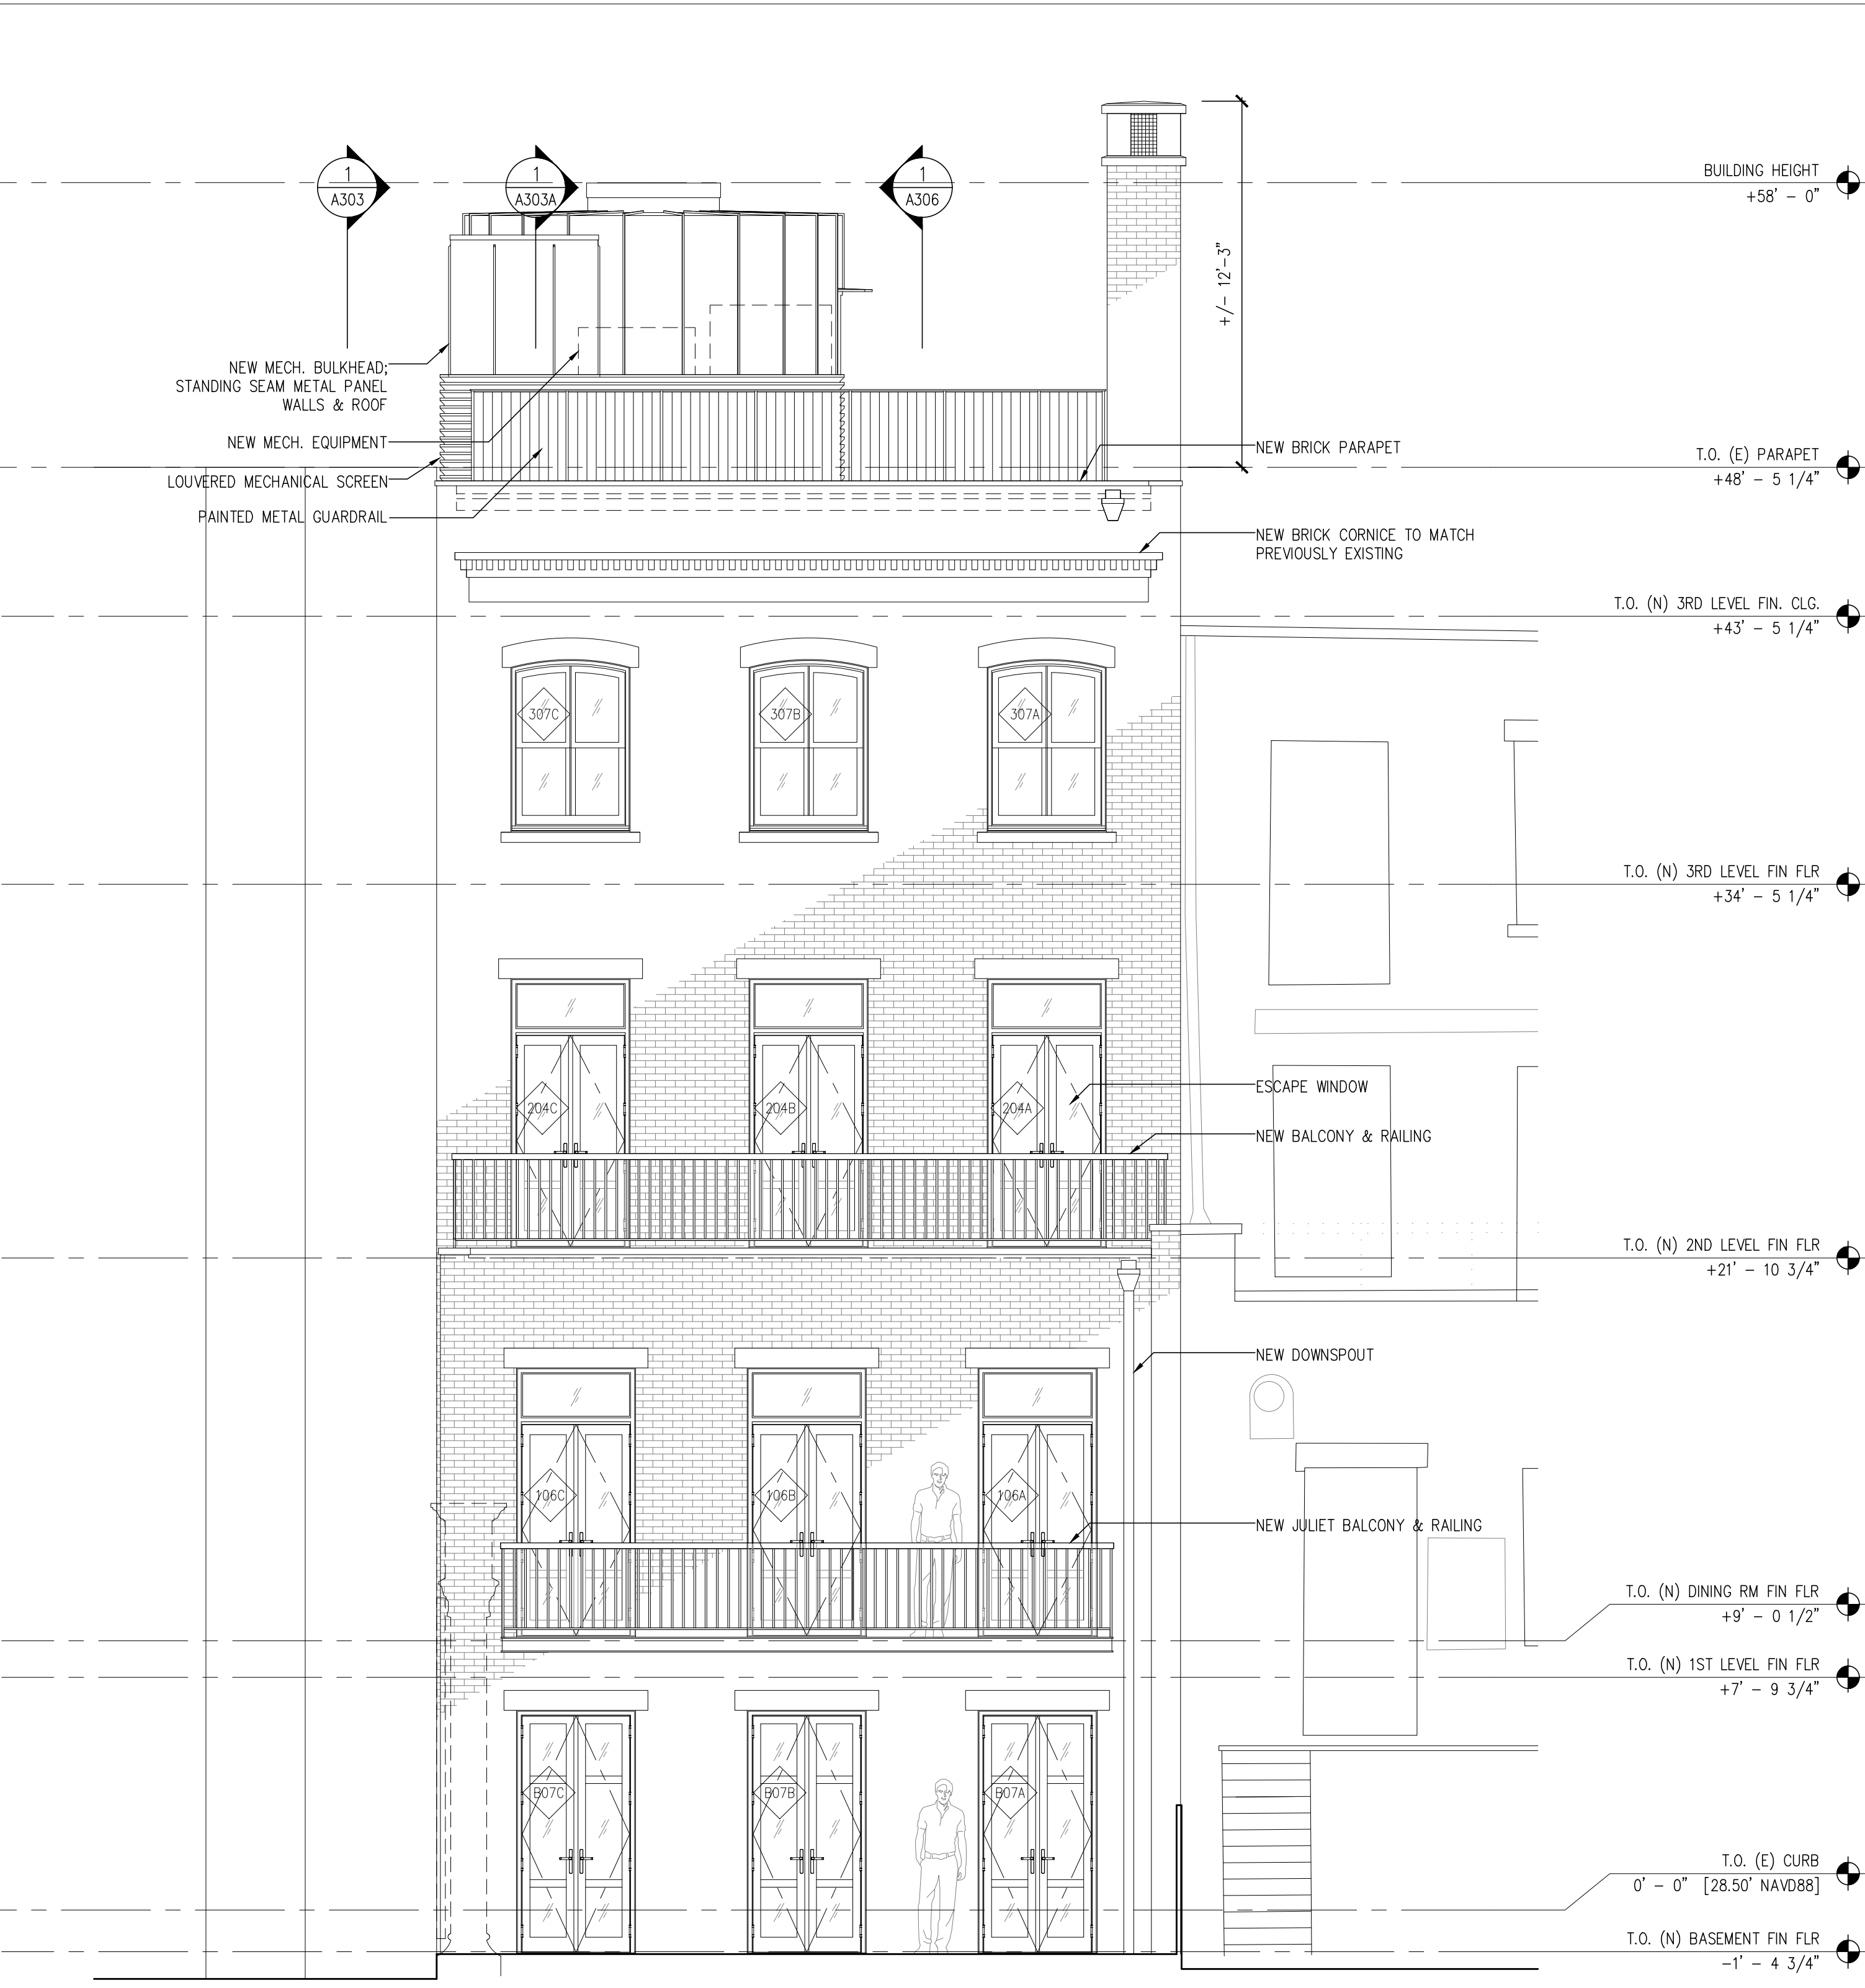 1
A303
1
A303A
1
A306
BUILDING HEIGHT
+58' - 0"
+/- 12'-3"
NEW MECH. BULKHEAD;
STANDING SEAM METAL PANEL
WALLS & ROOF
NEW MECH. EQUIPMENT
LOUVERED MECHANICAL SCREEN
PAINTED METAL GUARDRAIL
NEW BRICK PARAPET
T.O. (E) PARAPET
+48' - 5 1/4"
NEW BRICK CORNICE TO MATCH
PREVIOUSLY EXISTING
T.O. (N) 3RD LEVEL FIN. CLG.
+43' - 5 1/4"
307C
307B
307A
T.O. (N) 3RD LEVEL FIN FLR
+34' - 5 1/4"
204C
204B
204A
ESCAPE WINDOW
NEW BALCONY & RAILING
T.O. (N) 2ND LEVEL FIN FLR
+21' - 10 3/4"
NEW DOWNSPOUT
106C
106B
106A
NEW JULIET BALCONY & RAILING
T.O. (N) DINING RM FIN FLR
+9' - 0 1/2"
T.O. (N) 1ST LEVEL FIN FLR
+7' - 9 3/4"
B07C
B07B
B07A
T.O. (E) CURB
0' - 0" [28.50' NAVD88]
T.O. (N) BASEMENT FIN FLR
-1' - 4 3/4"